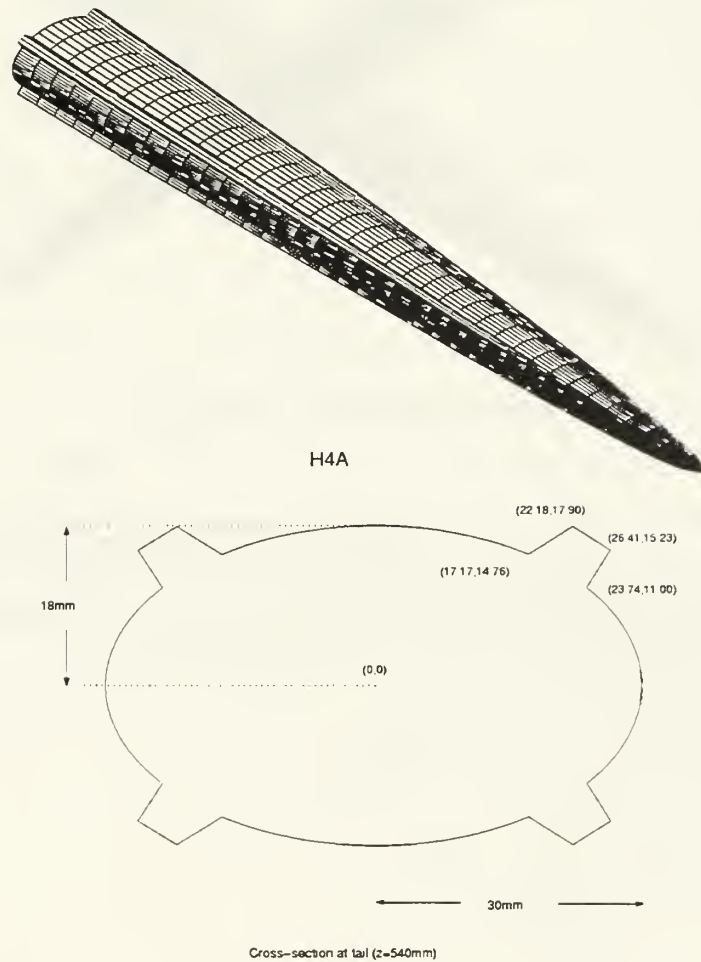 H4A
(22 18,17 90)
(26 41,15 23)
(17 17,14 76)
(23 74,11 00)
18mm
(0,0)
30mm
Cross-section at tail (z=540mm)